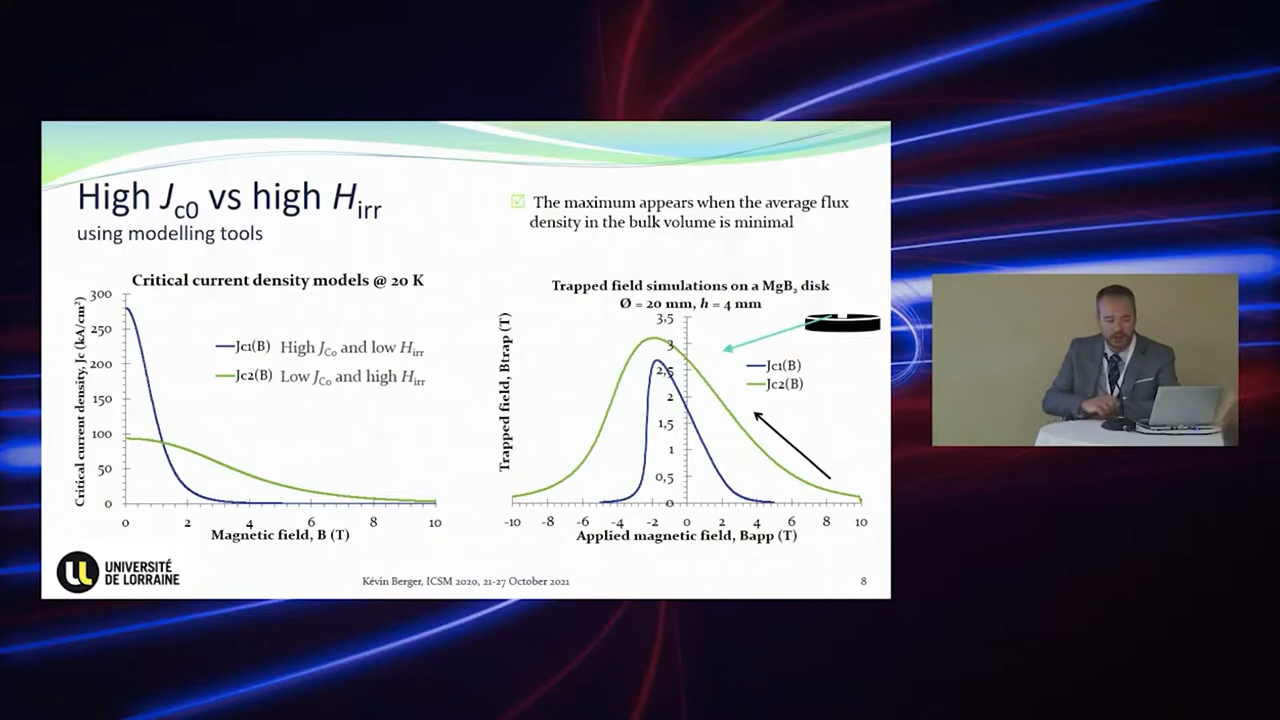 High Jc0 vs high Hirr
using modelling tools
☑ The maximum appears when the average flux
density in the bulk volume is minimal
Critical current density models @ 20 K
Critical current density, Jc (kA/cm²)
300
250
200
150
100
50
0
0 2 4 6 8 10
Magnetic field, B (T)
Jc1(B) High JCo and low Hirr
Jc2(B) Low JCo and high Hirr
Trapped field simulations on a MgB₂ disk
Ø = 20 mm, h = 4 mm
Trapped field, Btrap (T)
3,5
3
2,5
2
1,5
1
0,5
0
-10 -8 -6 -4 -2 0 2 4 6 8 10
Applied magnetic field, Bapp (T)
Jc1(B)
Jc2(B)
UNIVERSITÉ
DE LORRAINE
Kévin Berger, ICSM 2020, 21-27 October 2021
8